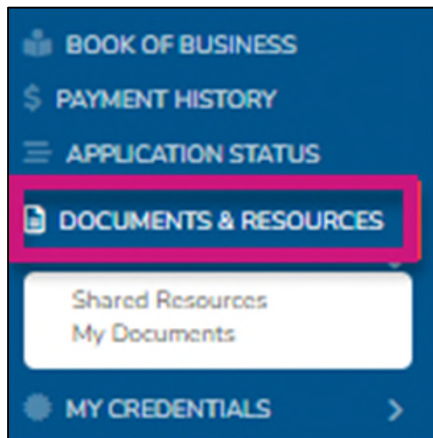 BOOK OF BUSINESS
$ PAYMENT HISTORY
APPLICATION STATUS
DOCUMENTS & RESOURCES
Shared Resources
My Documents
MY CREDENTIALS